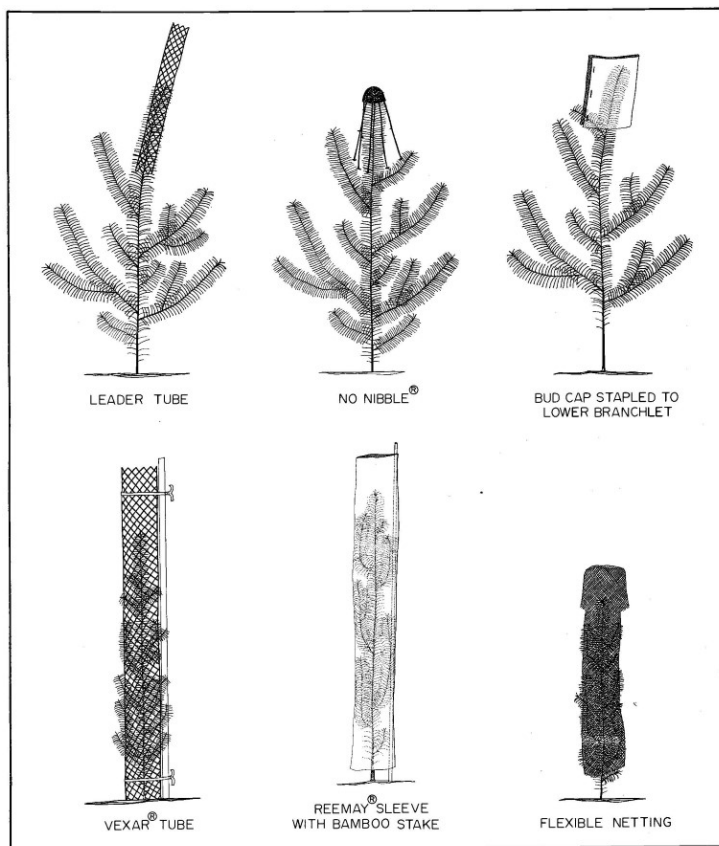 LEADER TUBE
NO NIBBLE®
BUD CAP STAPLED TO
LOWER BRANCHLET
VEXAR® TUBE
REEMAY® SLEEVE
WITH BAMBOO STAKE
FLEXIBLE NETTING